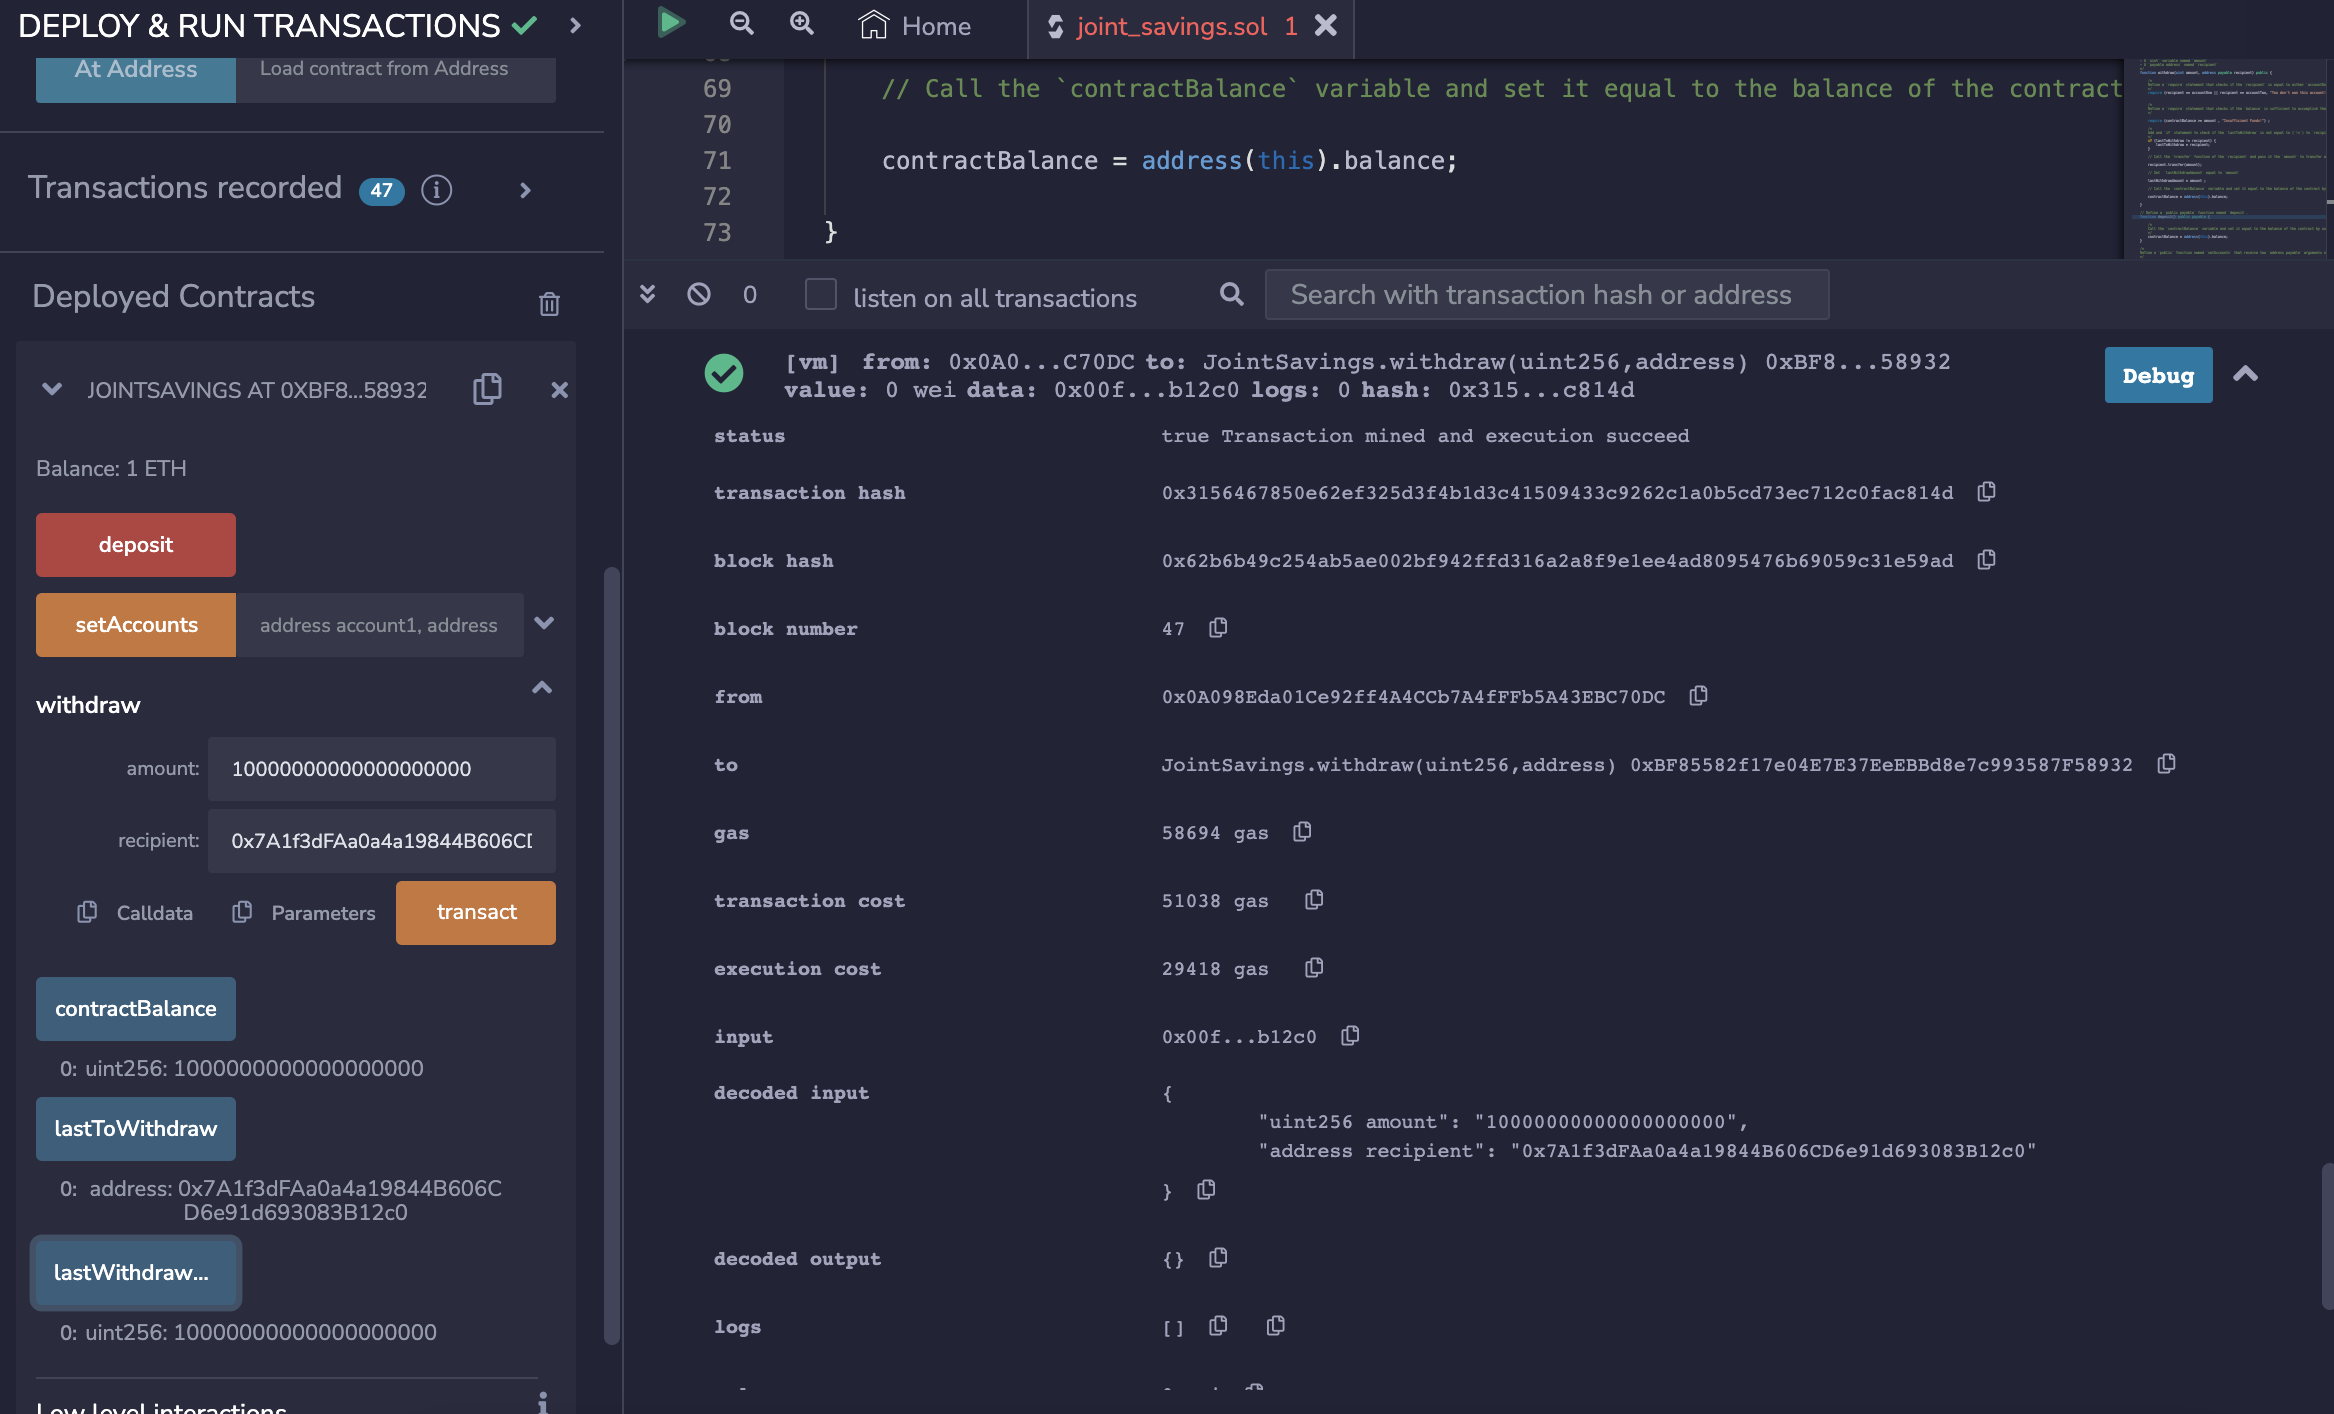 DEPLOY & RUN TRANSACTIONS
At Address
Load contract from Address
Transactions recorded 47
Deployed Contracts
JOINTSAVINGS AT 0XBF8...58932
Balance: 1 ETH
deposit
setAccounts
address account1, address
withdraw
amount: 10000000000000000000
recipient: 0x7A1f3dFAa0a4a19844B606CD
Calldata
Parameters
transact
contractBalance
0: uint256: 1000000000000000000
lastToWithdraw
0: address: 0x7A1f3dFAa0a4a19844B606C
D6e91d693083B12c0
lastWithdraw...
0: uint256: 10000000000000000000
Low level interactions
Home
joint_savings.sol 1
69 // Call the `contractBalance` variable and set it equal to the balance of the contract
70
71 contractBalance = address(this).balance;
72
73 }
0
listen on all transactions
Search with transaction hash or address
[vm] from: 0x0A0...C70DC to: JointSavings.withdraw(uint256,address) 0xBF8...58932
value: 0 wei data: 0x00f...b12c0 logs: 0 hash: 0x315...c814d
Debug
status true Transaction mined and execution succeed
transaction hash 0x3156467850e62ef325d3f4b1d3c41509433c9262c1a0b5cd73ec712c0fac814d
block hash 0x62b6b49c254ab5ae002bf942ffd316a2a8f9e1ee4ad8095476b69059c31e59ad
block number 47
from 0x0A098Eda01Ce92ff4A4CCb7A4fFFb5A43EBC70DC
to JointSavings.withdraw(uint256,address) 0xBF85582f17e04E7E37EeEBBd8e7c993587F58932
gas 58694 gas
transaction cost 51038 gas
execution cost 29418 gas
input 0x00f...b12c0
decoded input {
"uint256 amount": "10000000000000000000",
"address recipient": "0x7A1f3dFAa0a4a19844B606CD6e91d693083B12c0"
}
decoded output {}
logs []